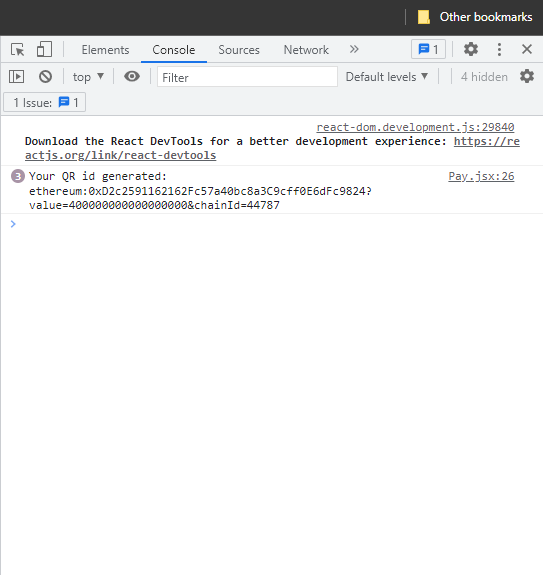 Other bookmarks
Elements Console Sources Network » 1
top ▼ Filter Default levels ▼ 4 hidden
1 Issue: 1
react-dom.development.js:29840
Download the React DevTools for a better development experience: https://re
actjs.org/link/react-devtools
3 Your QR id generated: Pay.jsx:26
ethereum:0xD2c2591162162Fc57a40bc8a3C9cff0E6dFc9824?
value=400000000000000000&chainId=44787